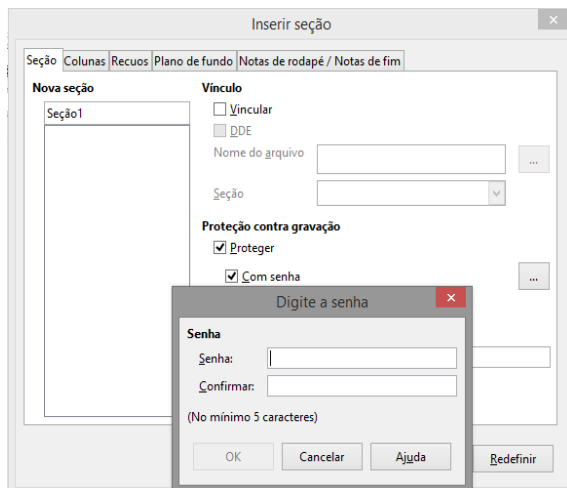 Inserir seção
Seção Colunas Recuos Plano de fundo Notas de rodapé / Notas de fim
Nova seção
Seção1
Vínculo
Vincular
DDE
Nome do arquivo
...
Seção
Proteção contra gravação
Proteger
Com senha
...
Digite a senha
Senha
Senha:
Confirmar:
(No mínimo 5 caracteres)
OK Cancelar Ajuda
Redefinir